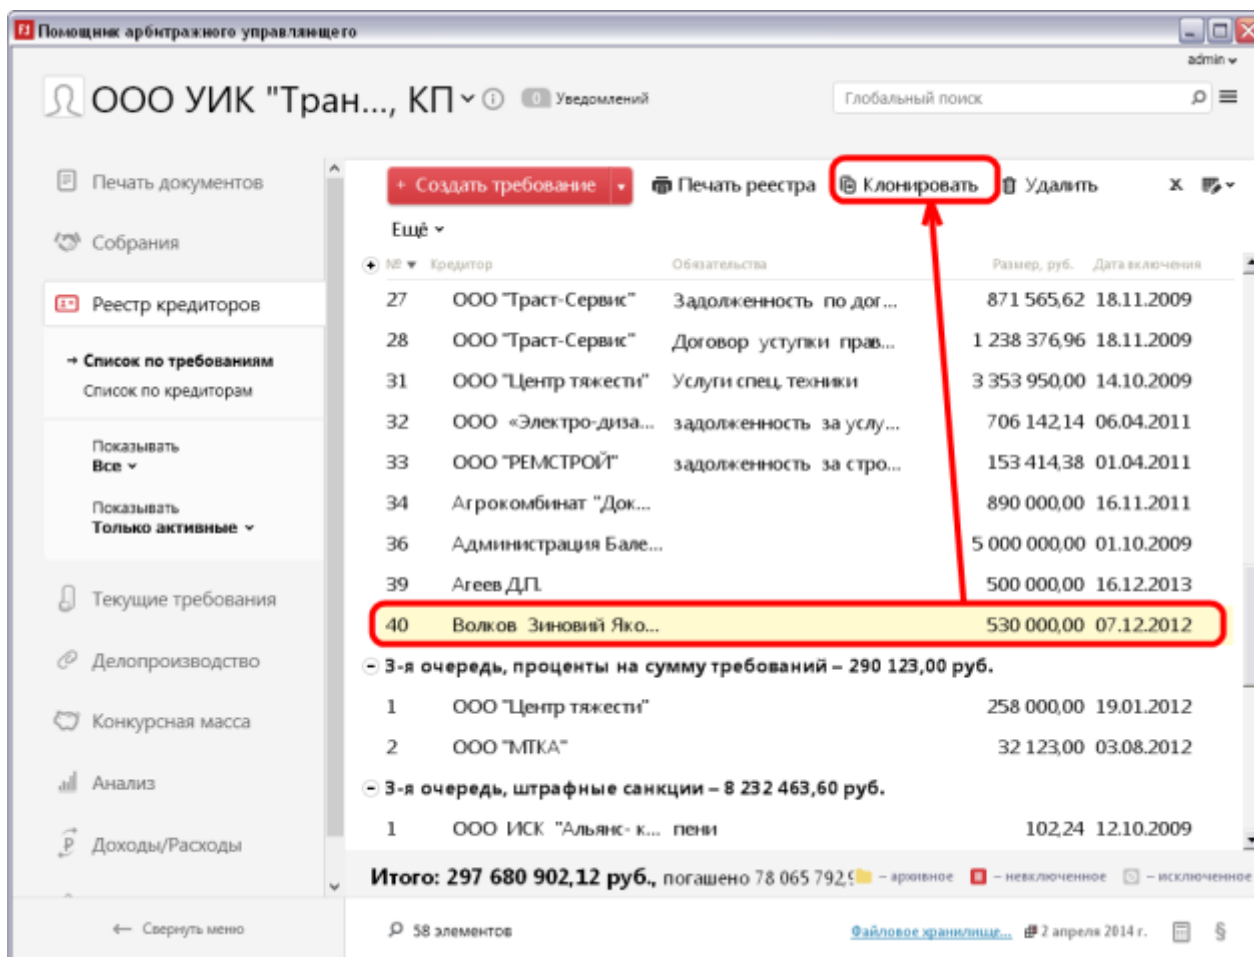 Помощник арбитражного управляющего
admin
ООО УИК "Тран..., КП
0 Уведомлений
Глобальный поиск
Печать документов
Собрания
Реестр кредиторов
→ Список по требованиям
Список по кредиторам
Показывать
Все
Показывать
Только активные
Текущие требования
Делопроизводство
Конкурсная масса
Анализ
Доходы/Расходы
← Свернуть меню
+ Создать требование
Печать реестра
Клонировать
Удалить
Ещё
№ Кредитор Обязательства Размер, руб. Дата включения
27 ООО "Траст-Сервис" Задолженность по дог... 871 565,62 18.11.2009
28 ООО "Траст-Сервис" Договор уступки прав... 1 238 376,96 18.11.2009
31 ООО "Центр тяжести" Услуги спец. техники 3 353 950,00 14.10.2009
32 ООО «Электро-диза... задолженность за услу... 706 142,14 06.04.2011
33 ООО "РЕМСТРОЙ" задолженность за стро... 153 414,38 01.04.2011
34 Агрокомбинат "Док... 890 000,00 16.11.2011
36 Администрация Бале... 5 000 000,00 01.10.2009
39 Агеев Д.П. 500 000,00 16.12.2013
40 Волков Зиновий Яко... 530 000,00 07.12.2012
3-я очередь, проценты на сумму требований – 290 123,00 руб.
1 ООО "Центр тяжести" 258 000,00 19.01.2012
2 ООО "МТКА" 32 123,00 03.08.2012
3-я очередь, штрафные санкции – 8 232 463,60 руб.
1 ООО ИСК "Альянс- к... пени 102,24 12.10.2009
Итого: 297 680 902,12 руб., погашено 78 065 792,9 – архивное – невключенное – исключенное
58 элементов
Файловое хранилище...
2 апреля 2014 г.
§